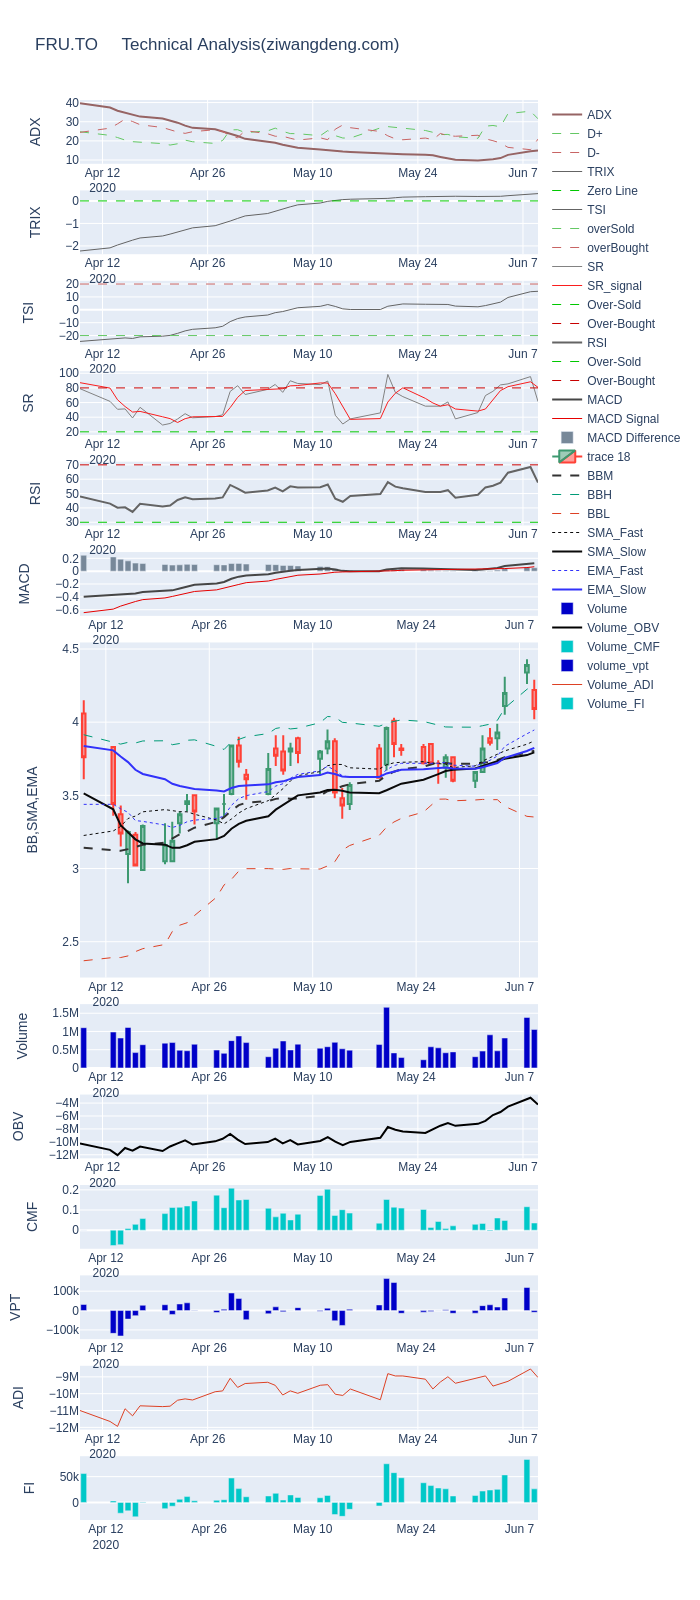 FRU.TO Technical Analysis(ziwangdeng.com)
ADX
40
30
20
10
Apr 12
2020
Apr 26
May 10
May 24
Jun 7
TRIX
0
−1
−2
Apr 12
2020
Apr 26
May 10
May 24
Jun 7
TSI
20
10
0
−10
−20
Apr 12
2020
Apr 26
May 10
May 24
Jun 7
SR
100
80
60
40
20
Apr 12
2020
Apr 26
May 10
May 24
Jun 7
RSI
70
60
50
40
30
Apr 12
2020
Apr 26
May 10
May 24
Jun 7
MACD
0.2
0
−0.2
−0.4
−0.6
Apr 12
2020
Apr 26
May 10
May 24
Jun 7
BB,SMA,EMA
4.5
4
3.5
3
2.5
Apr 12
2020
Apr 26
May 10
May 24
Jun 7
Volume
1.5M
1M
0.5M
0
Apr 12
2020
Apr 26
May 10
May 24
Jun 7
OBV
−4M
−6M
−8M
−10M
−12M
Apr 12
2020
Apr 26
May 10
May 24
Jun 7
CMF
0.2
0.1
0
Apr 12
2020
Apr 26
May 10
May 24
Jun 7
VPT
100k
0
−100k
Apr 12
2020
Apr 26
May 10
May 24
Jun 7
ADI
−9M
−10M
−11M
−12M
Apr 12
2020
Apr 26
May 10
May 24
Jun 7
FI
50k
0
Apr 12
2020
Apr 26
May 10
May 24
Jun 7
ADX
D+
D-
TRIX
Zero Line
TSI
overSold
overBought
SR
SR_signal
Over-Sold
Over-Bought
RSI
Over-Sold
Over-Bought
MACD
MACD Signal
MACD Difference
trace 18
BBM
BBH
BBL
SMA_Fast
SMA_Slow
EMA_Fast
EMA_Slow
Volume
Volume_OBV
Volume_CMF
volume_vpt
Volume_ADI
Volume_FI